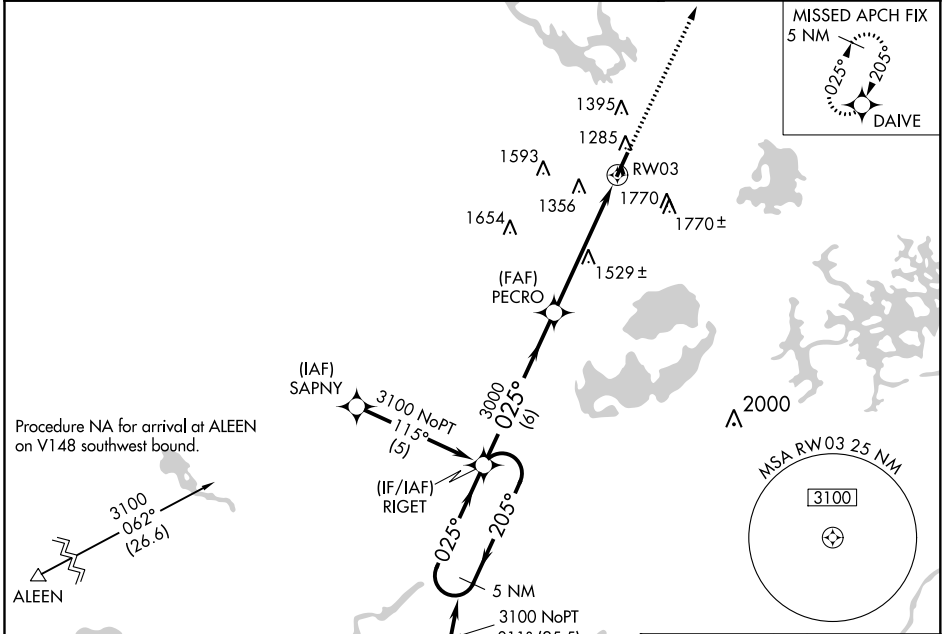 MISSED APCH FIX
5 NM
025°
205°
DAIVE
1395
1285
1593
RW03
1356
1770
1770 ±
1654
1529 ±
(FAF)
PECRO
(IAF)
SAPNY
3100 NoPT
115°
(5)
3000
025°
(6)
2000
Procedure NA for arrival at ALEEN
on V148 southwest bound.
(IF/IAF)
RIGET
MSA RW03 25 NM
3100
3100
062°
(26.6)
ALEEN
025°
205°
5 NM
3100 NoPT